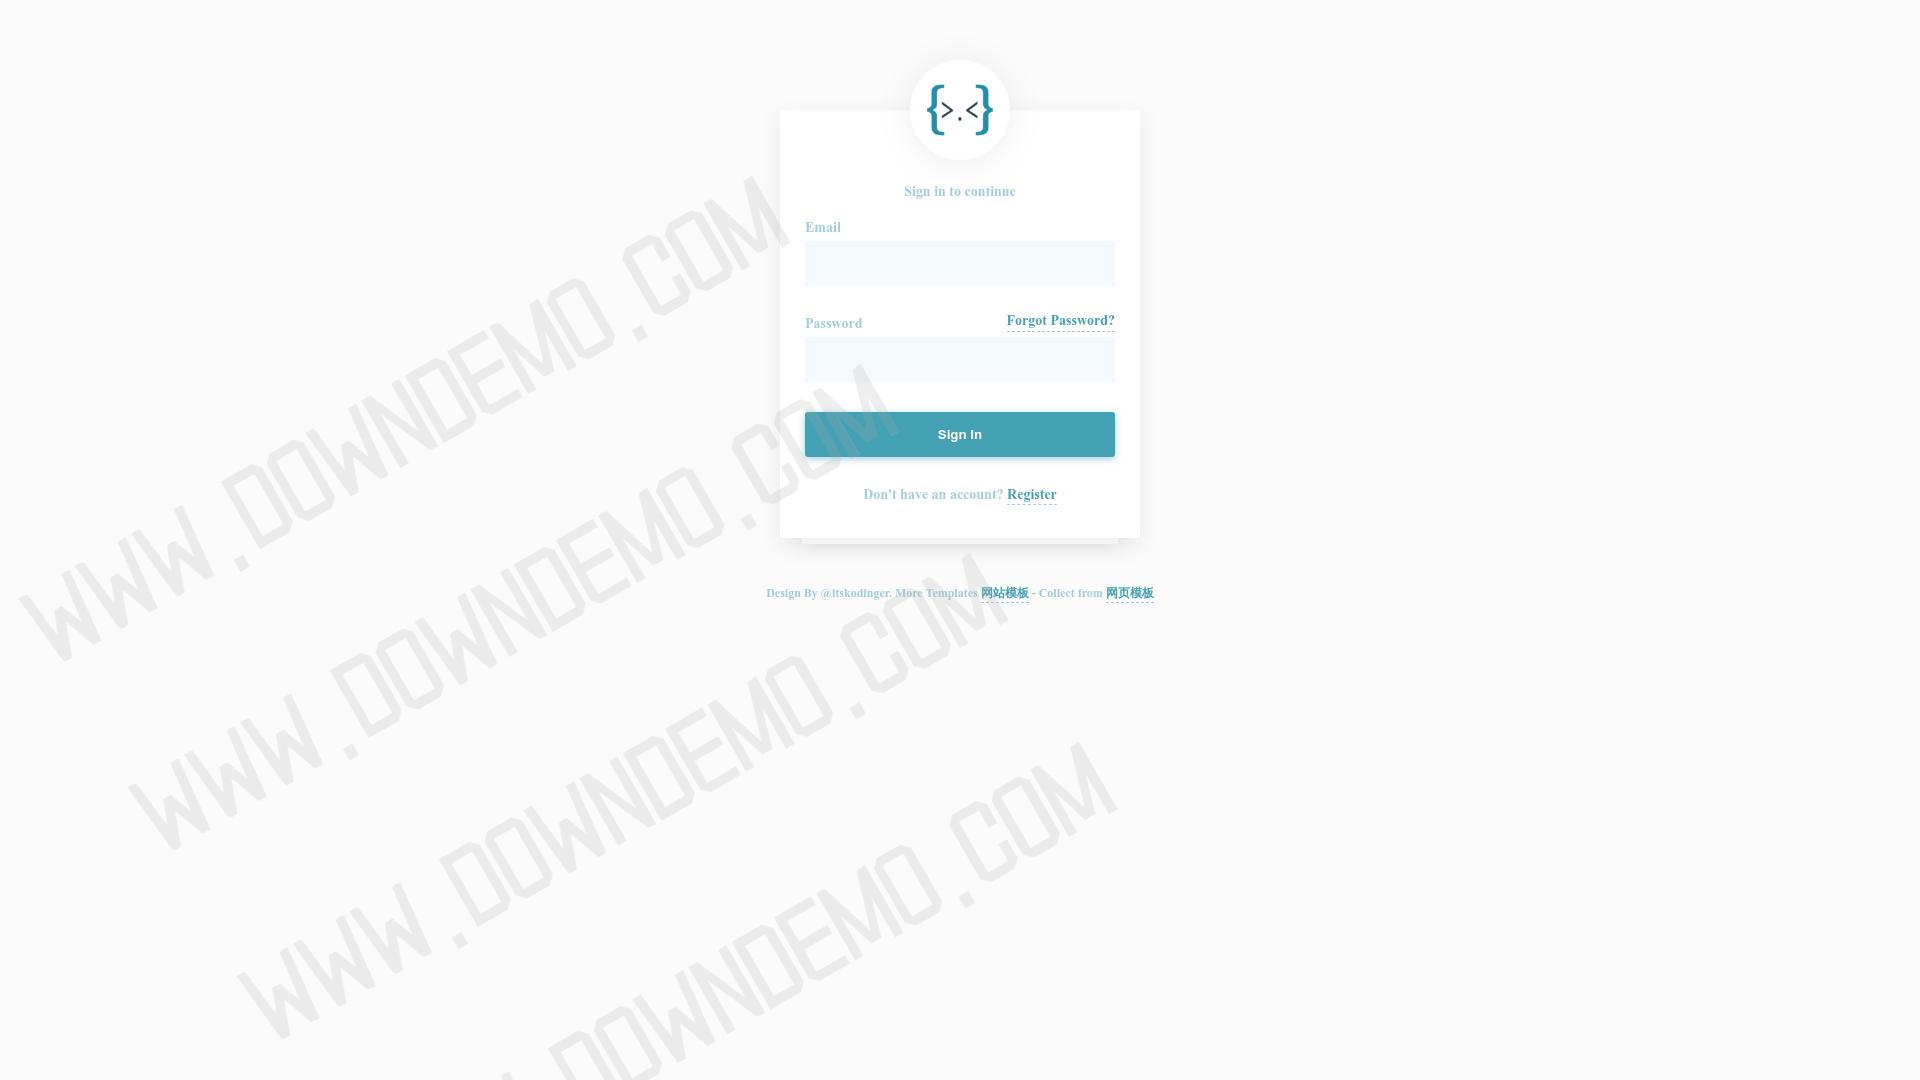 {>.<}
Sign in to continue
Email
Password
Forgot Password?
Sign In
Don't have an account? Register
Design By @itskodinger. More Templates 网站模板 - Collect from 网页模板
WWW.DOWNDEMO.COM
WWW.DOWNDEMO.COM
WWW.DOWNDEMO.COM
.DOWNDEMO.COM